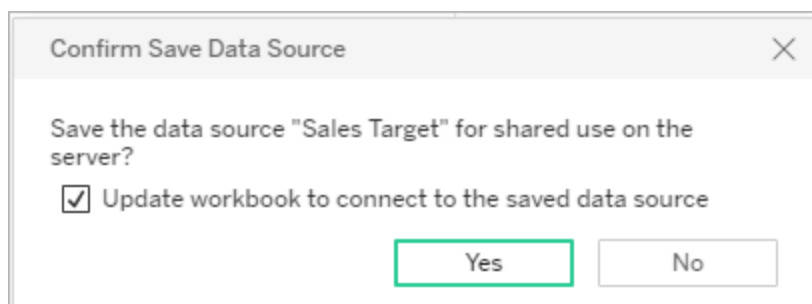 Confirm Save Data Source
Save the data source "Sales Target" for shared use on the
server?
Update workbook to connect to the saved data source
Yes
No